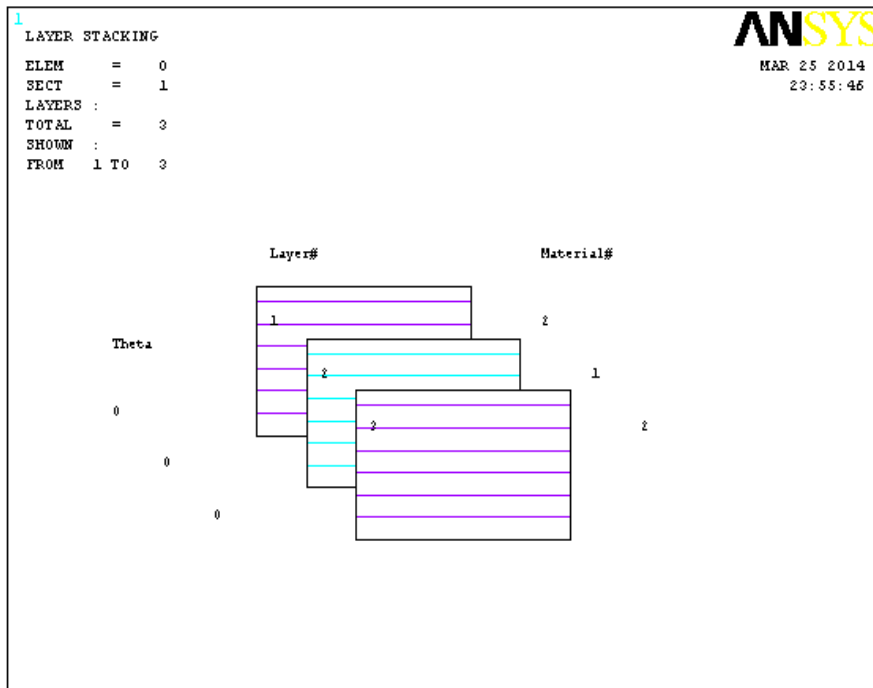 1
LAYER STACKING
ANSYS
ELEM = 0
MAR 25 2014
SECT = 1
23:55:46
LAYERS :
TOTAL = 3
SHOWN :
FROM 1 TO 3
Layer# Material#
1 2
Theta
2 1
0
3 2
0
0